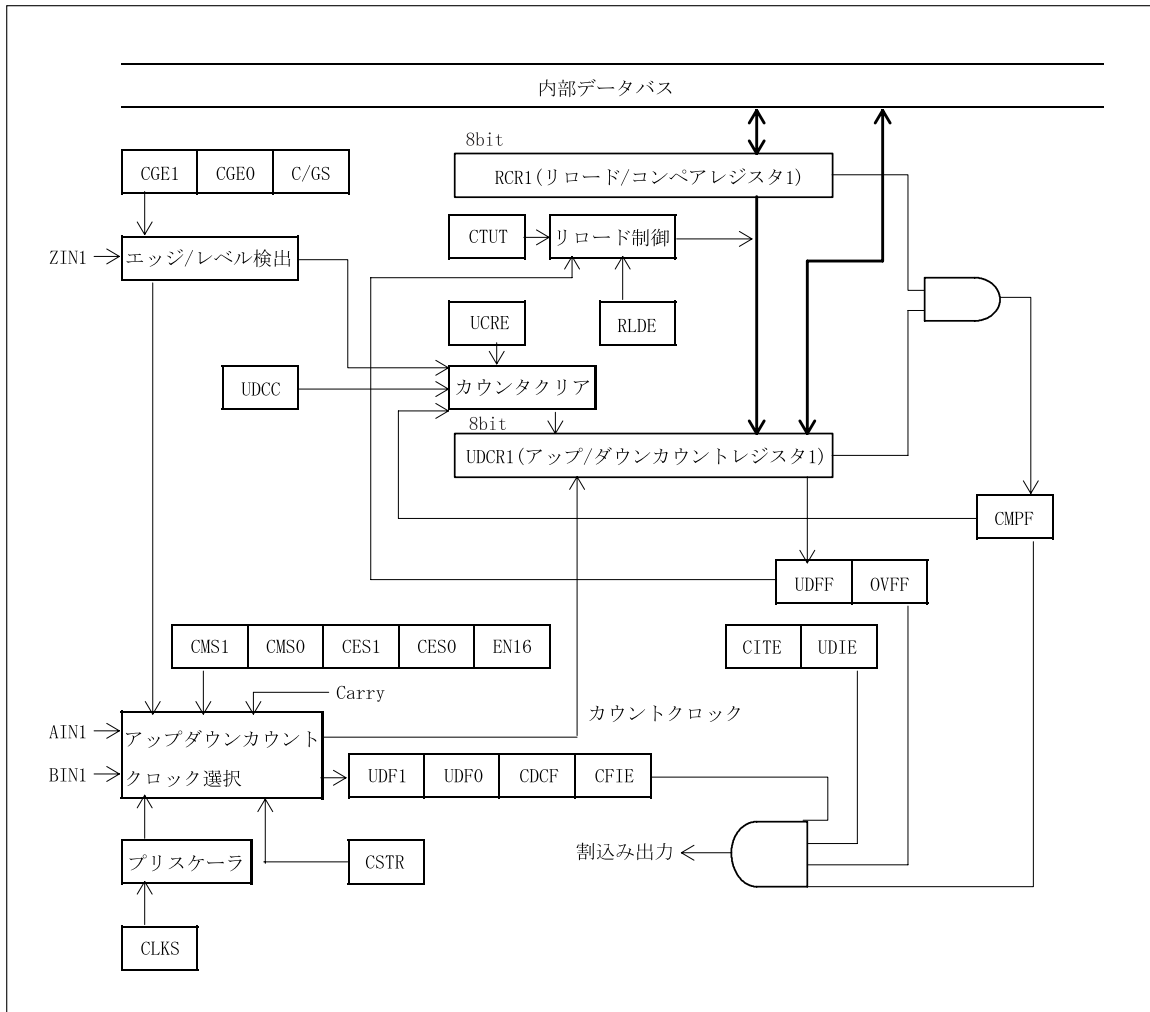 内部データバス
8bit
CGE1 CGE0 C/GS
RCR1(リロード/コンペアレジスタ1)
CTUT リロード制御
ZIN1 エッジ/レベル検出
UCRE RLDE
UDCC カウンタクリア
8bit
UDCR1(アップ/ダウンカウントレジスタ1)
CMPF
UDFF OVFF
CMS1 CMS0 CES1 CES0 EN16
CITE UDIE
Carry
カウントクロック
AIN1 アップダウンカウント
BIN1 クロック選択
UDF1 UDF0 CDCF CFIE
割込み出力
プリスケーラ CSTR
CLKS